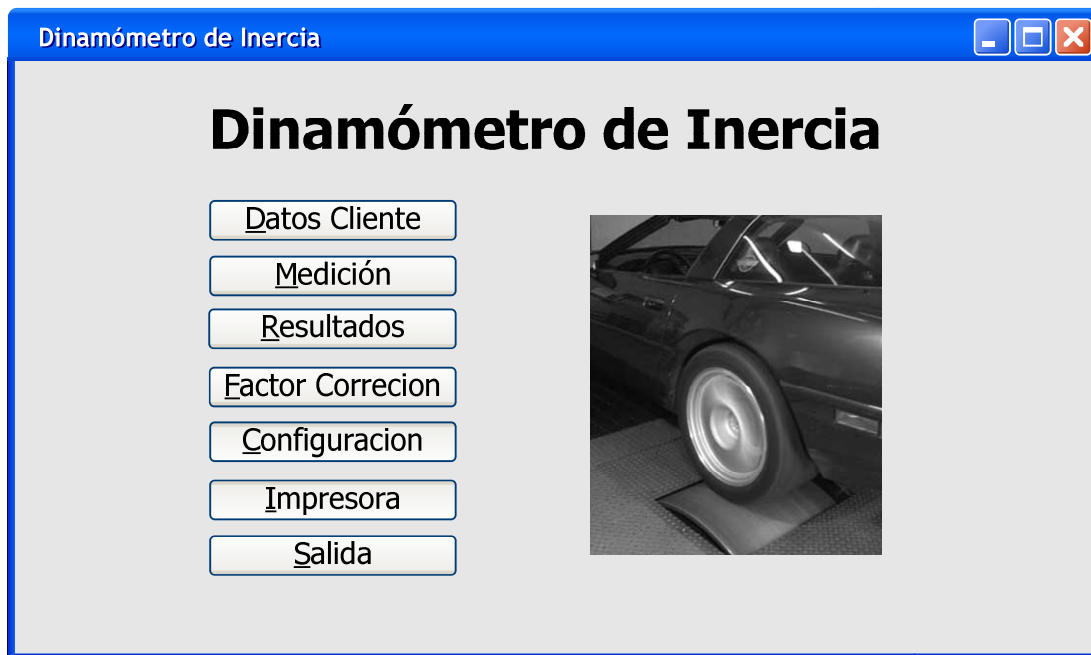 Dinamómetro de Inercia
Dinamómetro de Inercia
Datos Cliente
Medición
Resultados
Factor Correcion
Configuracion
Impresora
Salida